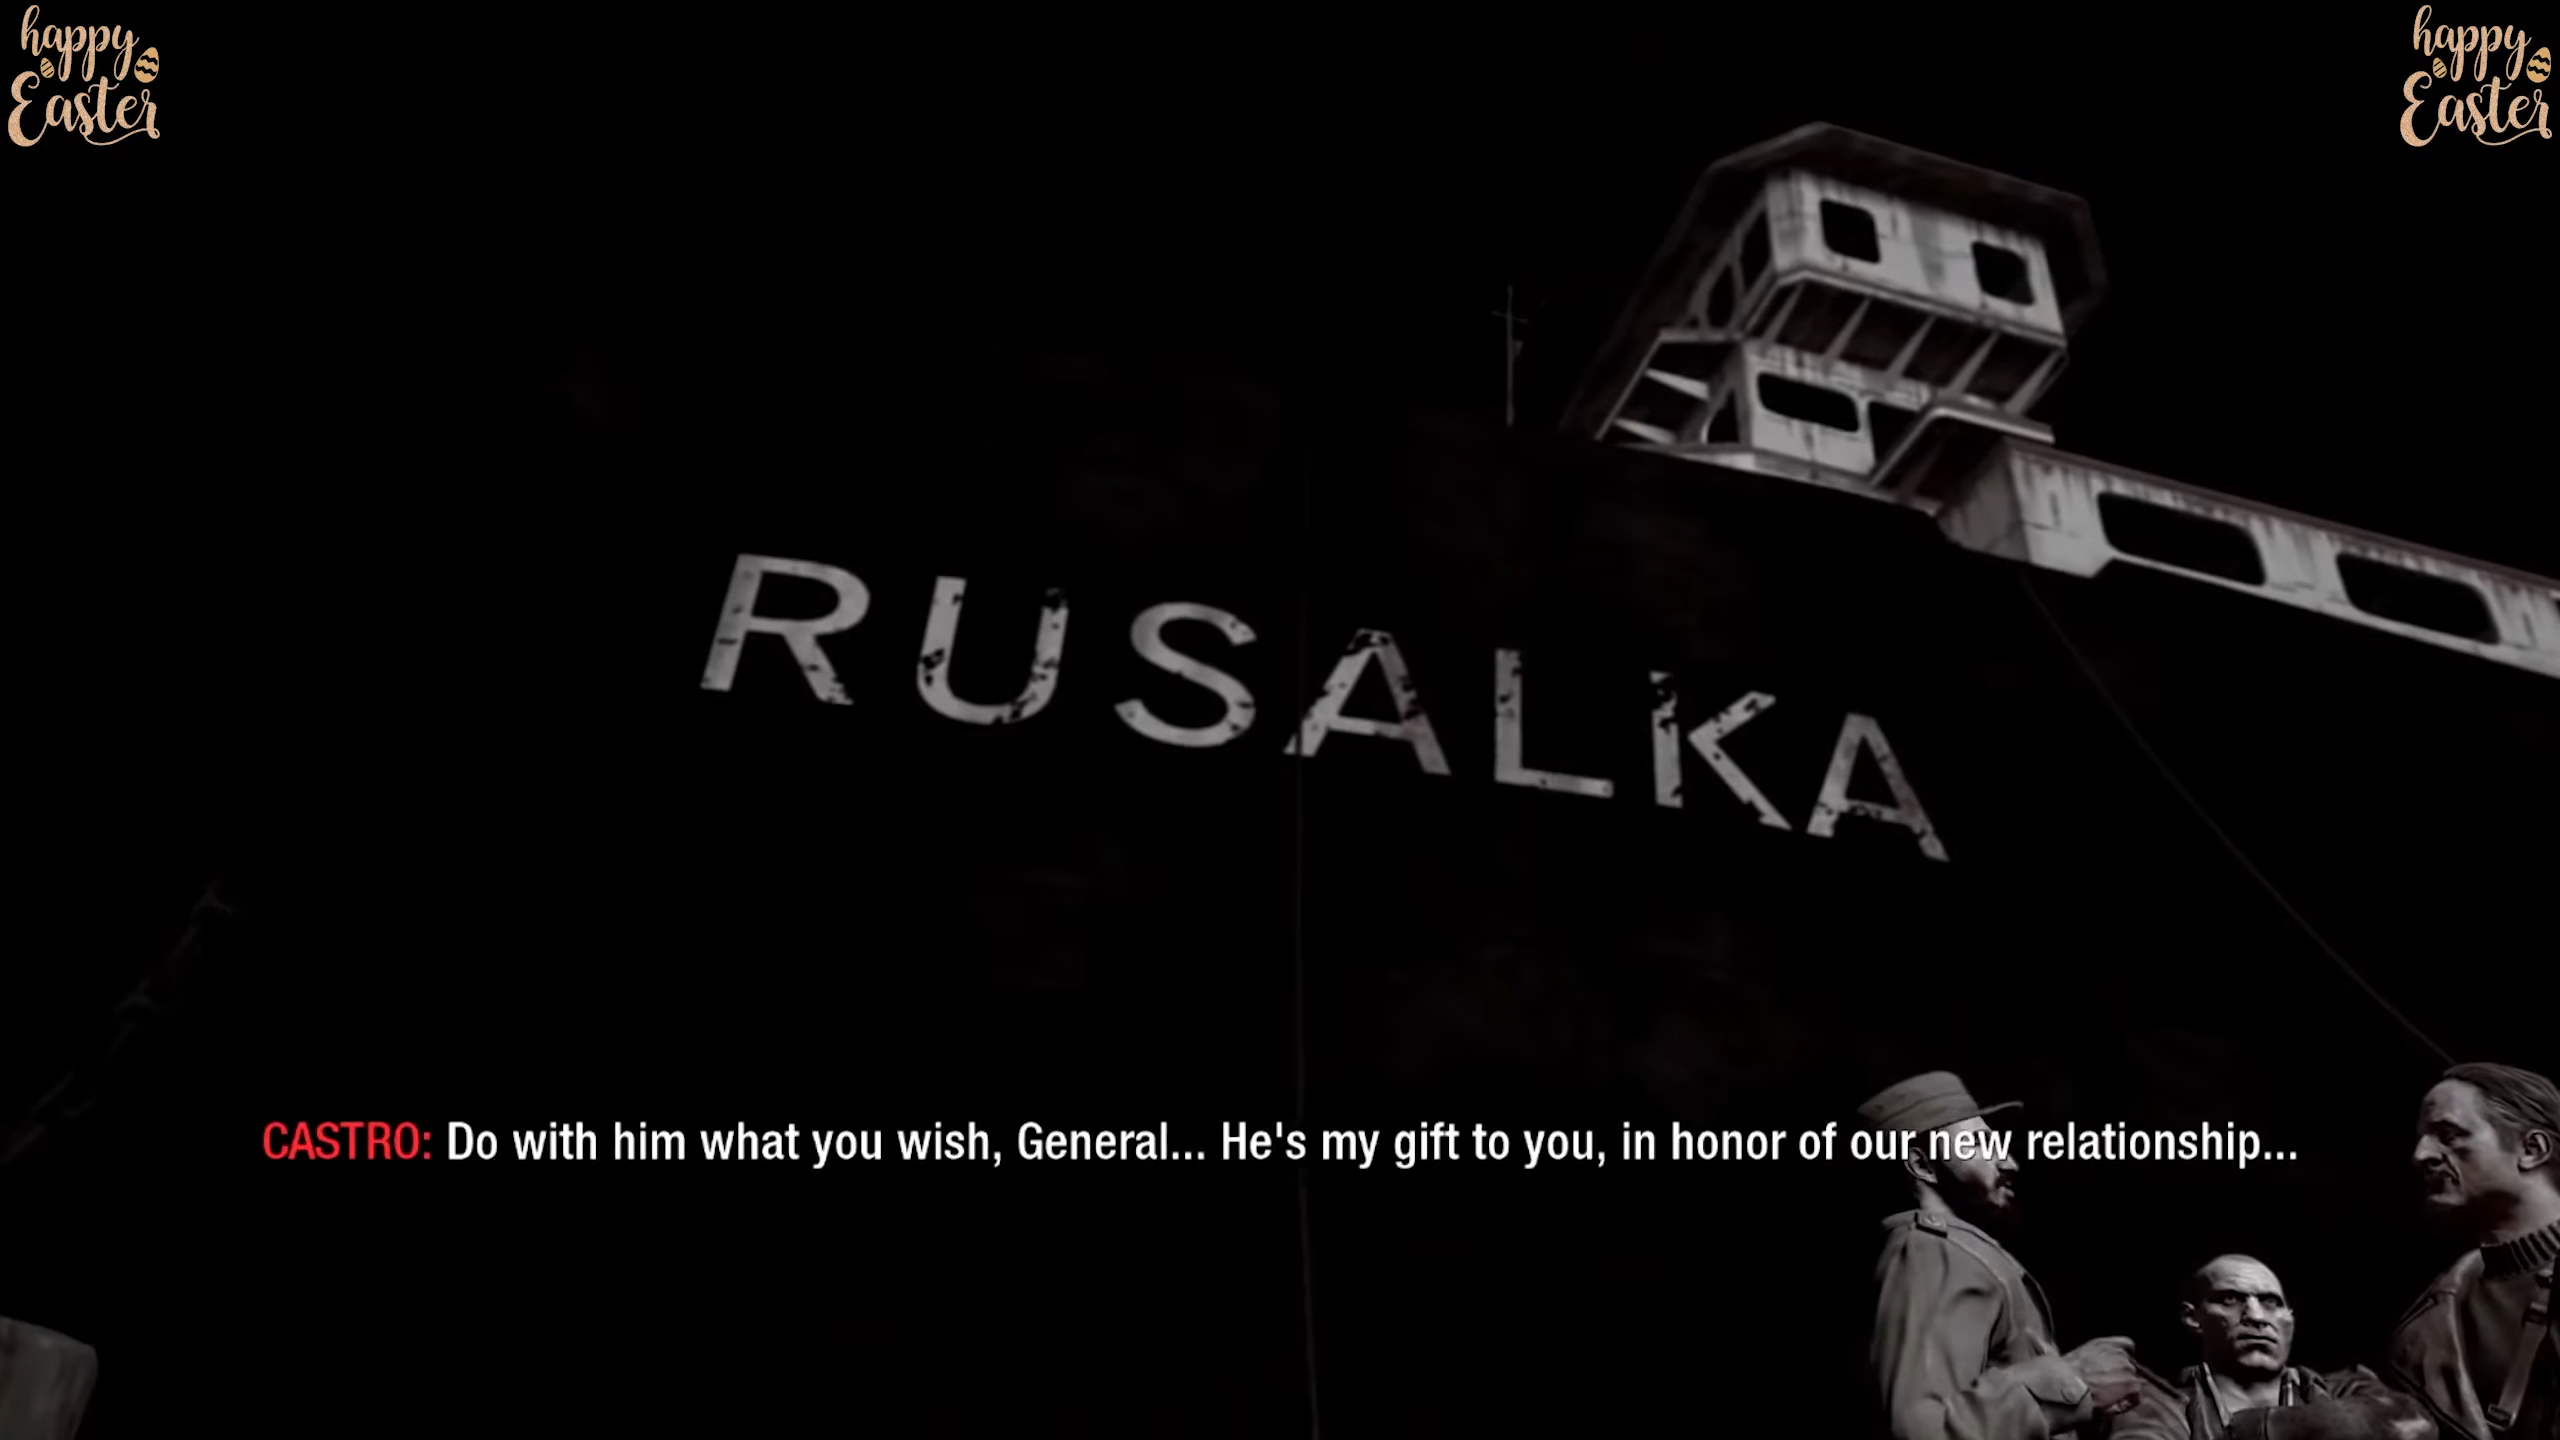 happy
Easter
happy
Easter
RUSALKA
CASTRO: Do with him what you wish, General... He's my gift to you, in honor of our new relationship...